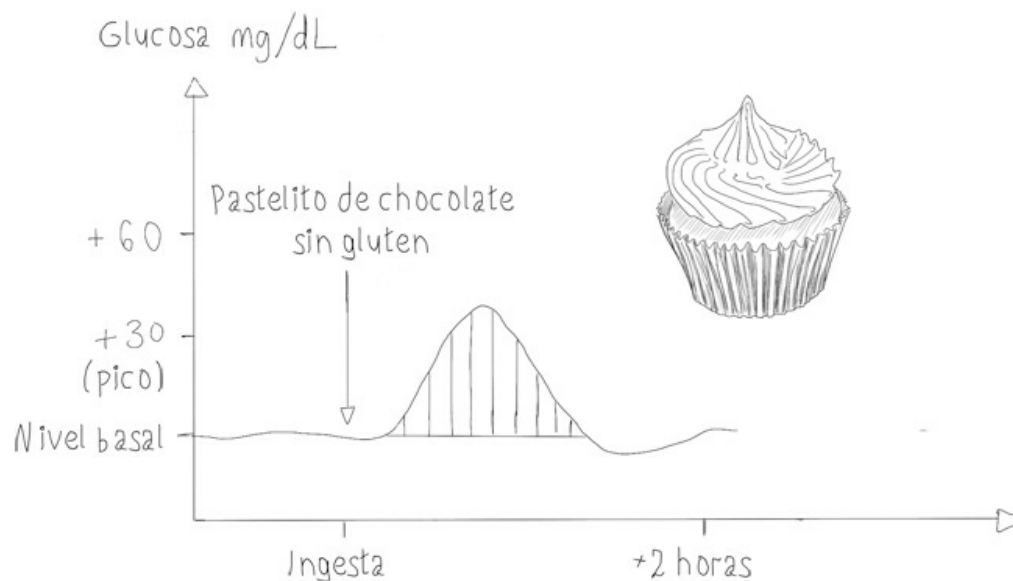 Glucosa mg/dL
Pastelito de chocolate
sin gluten
+ 60
+30
(pico)
Nivel basal
Ingesta
+2 horas